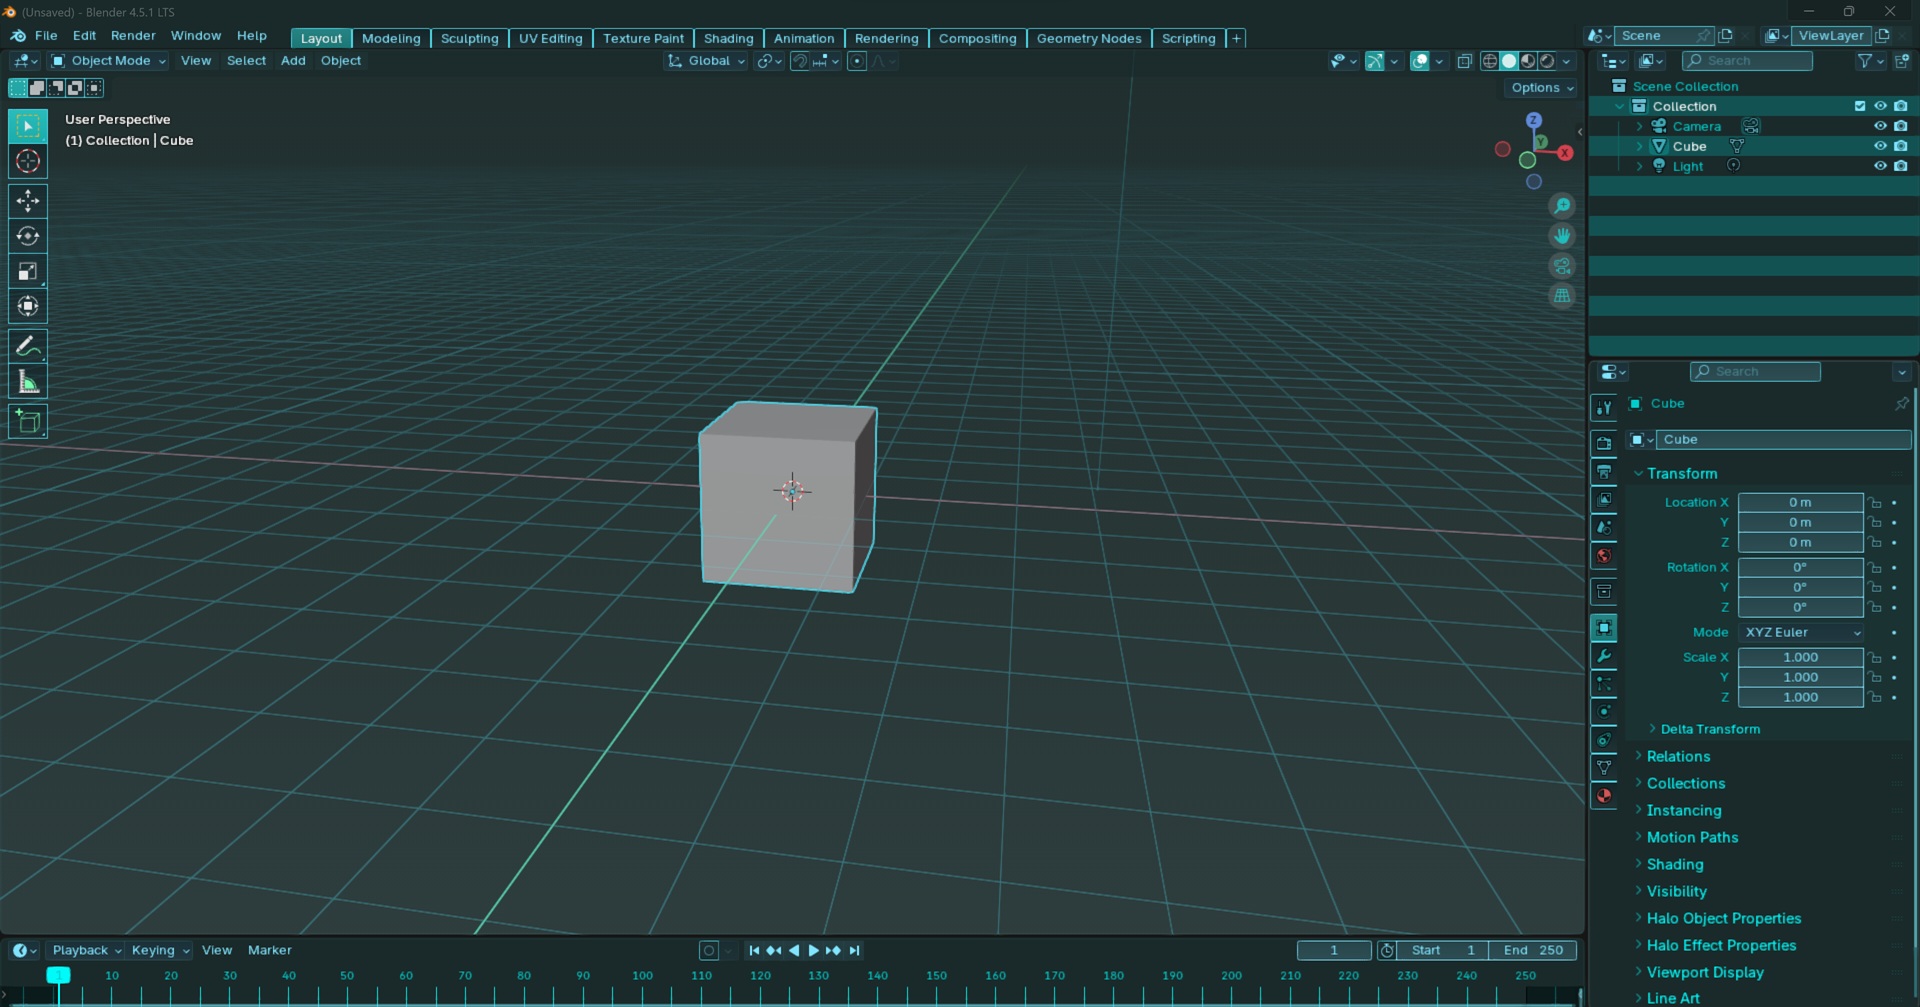 (Unsaved) - Blender 4.5.1 LTS
File Edit Render Window Help Layout Modeling Sculpting UV Editing Texture Paint Shading Animation Rendering Compositing Geometry Nodes Scripting + Scene ViewLayer
Object Mode View Select Add Object Global Search
Options
User Perspective
(1) Collection | Cube
Z
Y
X
Scene Collection
Collection
Camera
Cube
Light
Search
Cube
Cube
Transform
Location X 0 m
Y 0 m
Z 0 m
Rotation X 0°
Y 0°
Z 0°
Mode XYZ Euler
Scale X 1.000
Y 1.000
Z 1.000
Delta Transform
Relations
Collections
Instancing
Motion Paths
Shading
Visibility
Halo Object Properties
Halo Effect Properties
Viewport Display
Line Art
Playback Keying View Marker 1 Start 1 End 250
1 10 20 30 40 50 60 70 80 90 100 110 120 130 140 150 160 170 180 190 200 210 220 230 240 250